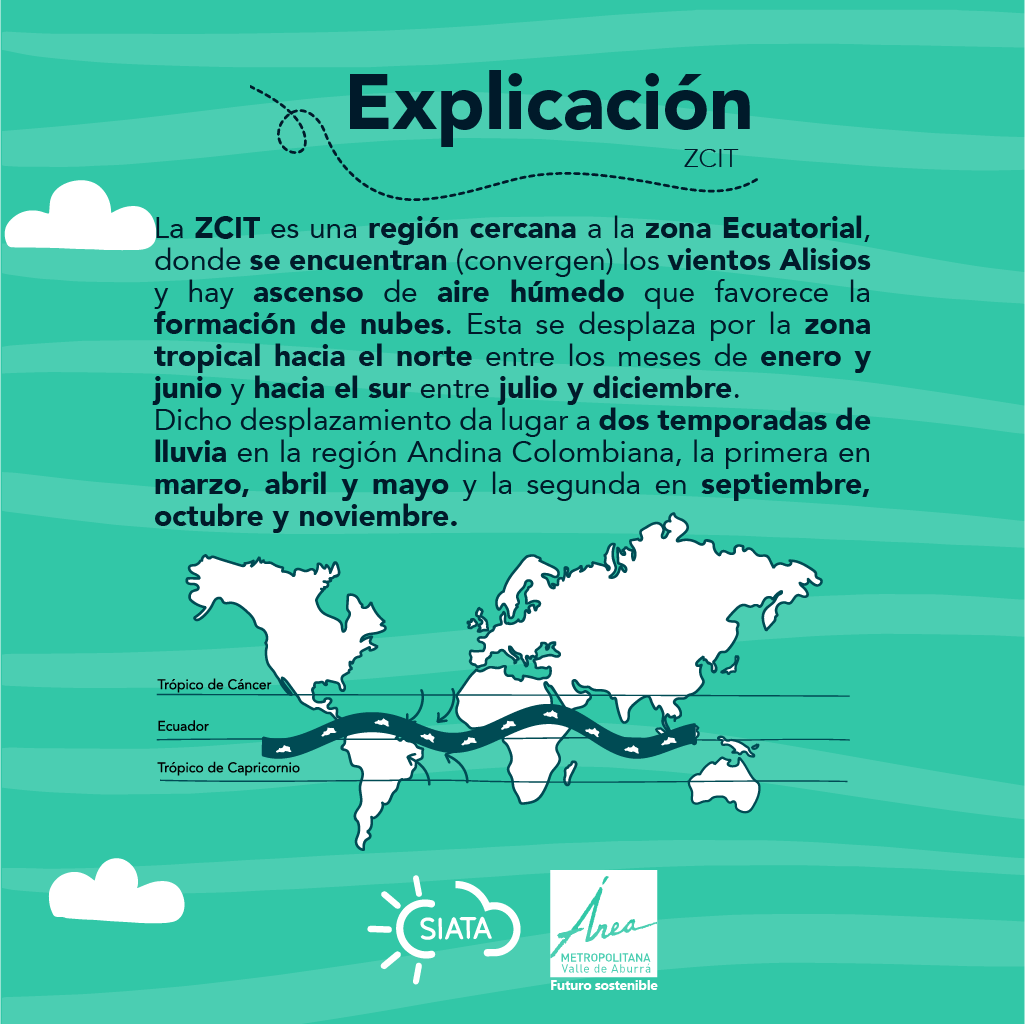 Explicación
ZCIT
La ZCIT es una región cercana a la zona Ecuatorial,
donde se encuentran (convergen) los vientos Alisios
y hay ascenso de aire húmedo que favorece la
formación de nubes. Esta se desplaza por la zona
tropical hacia el norte entre los meses de enero y
junio y hacia el sur entre julio y diciembre.
Dicho desplazamiento da lugar a dos temporadas de
lluvia en la región Andina Colombiana, la primera en
marzo, abril y mayo y la segunda en septiembre,
octubre y noviembre.
Trópico de Cáncer
Ecuador
Trópico de Capricornio
SIATA
Área
METROPOLITANA
Valle de Aburrá
Futuro sostenible